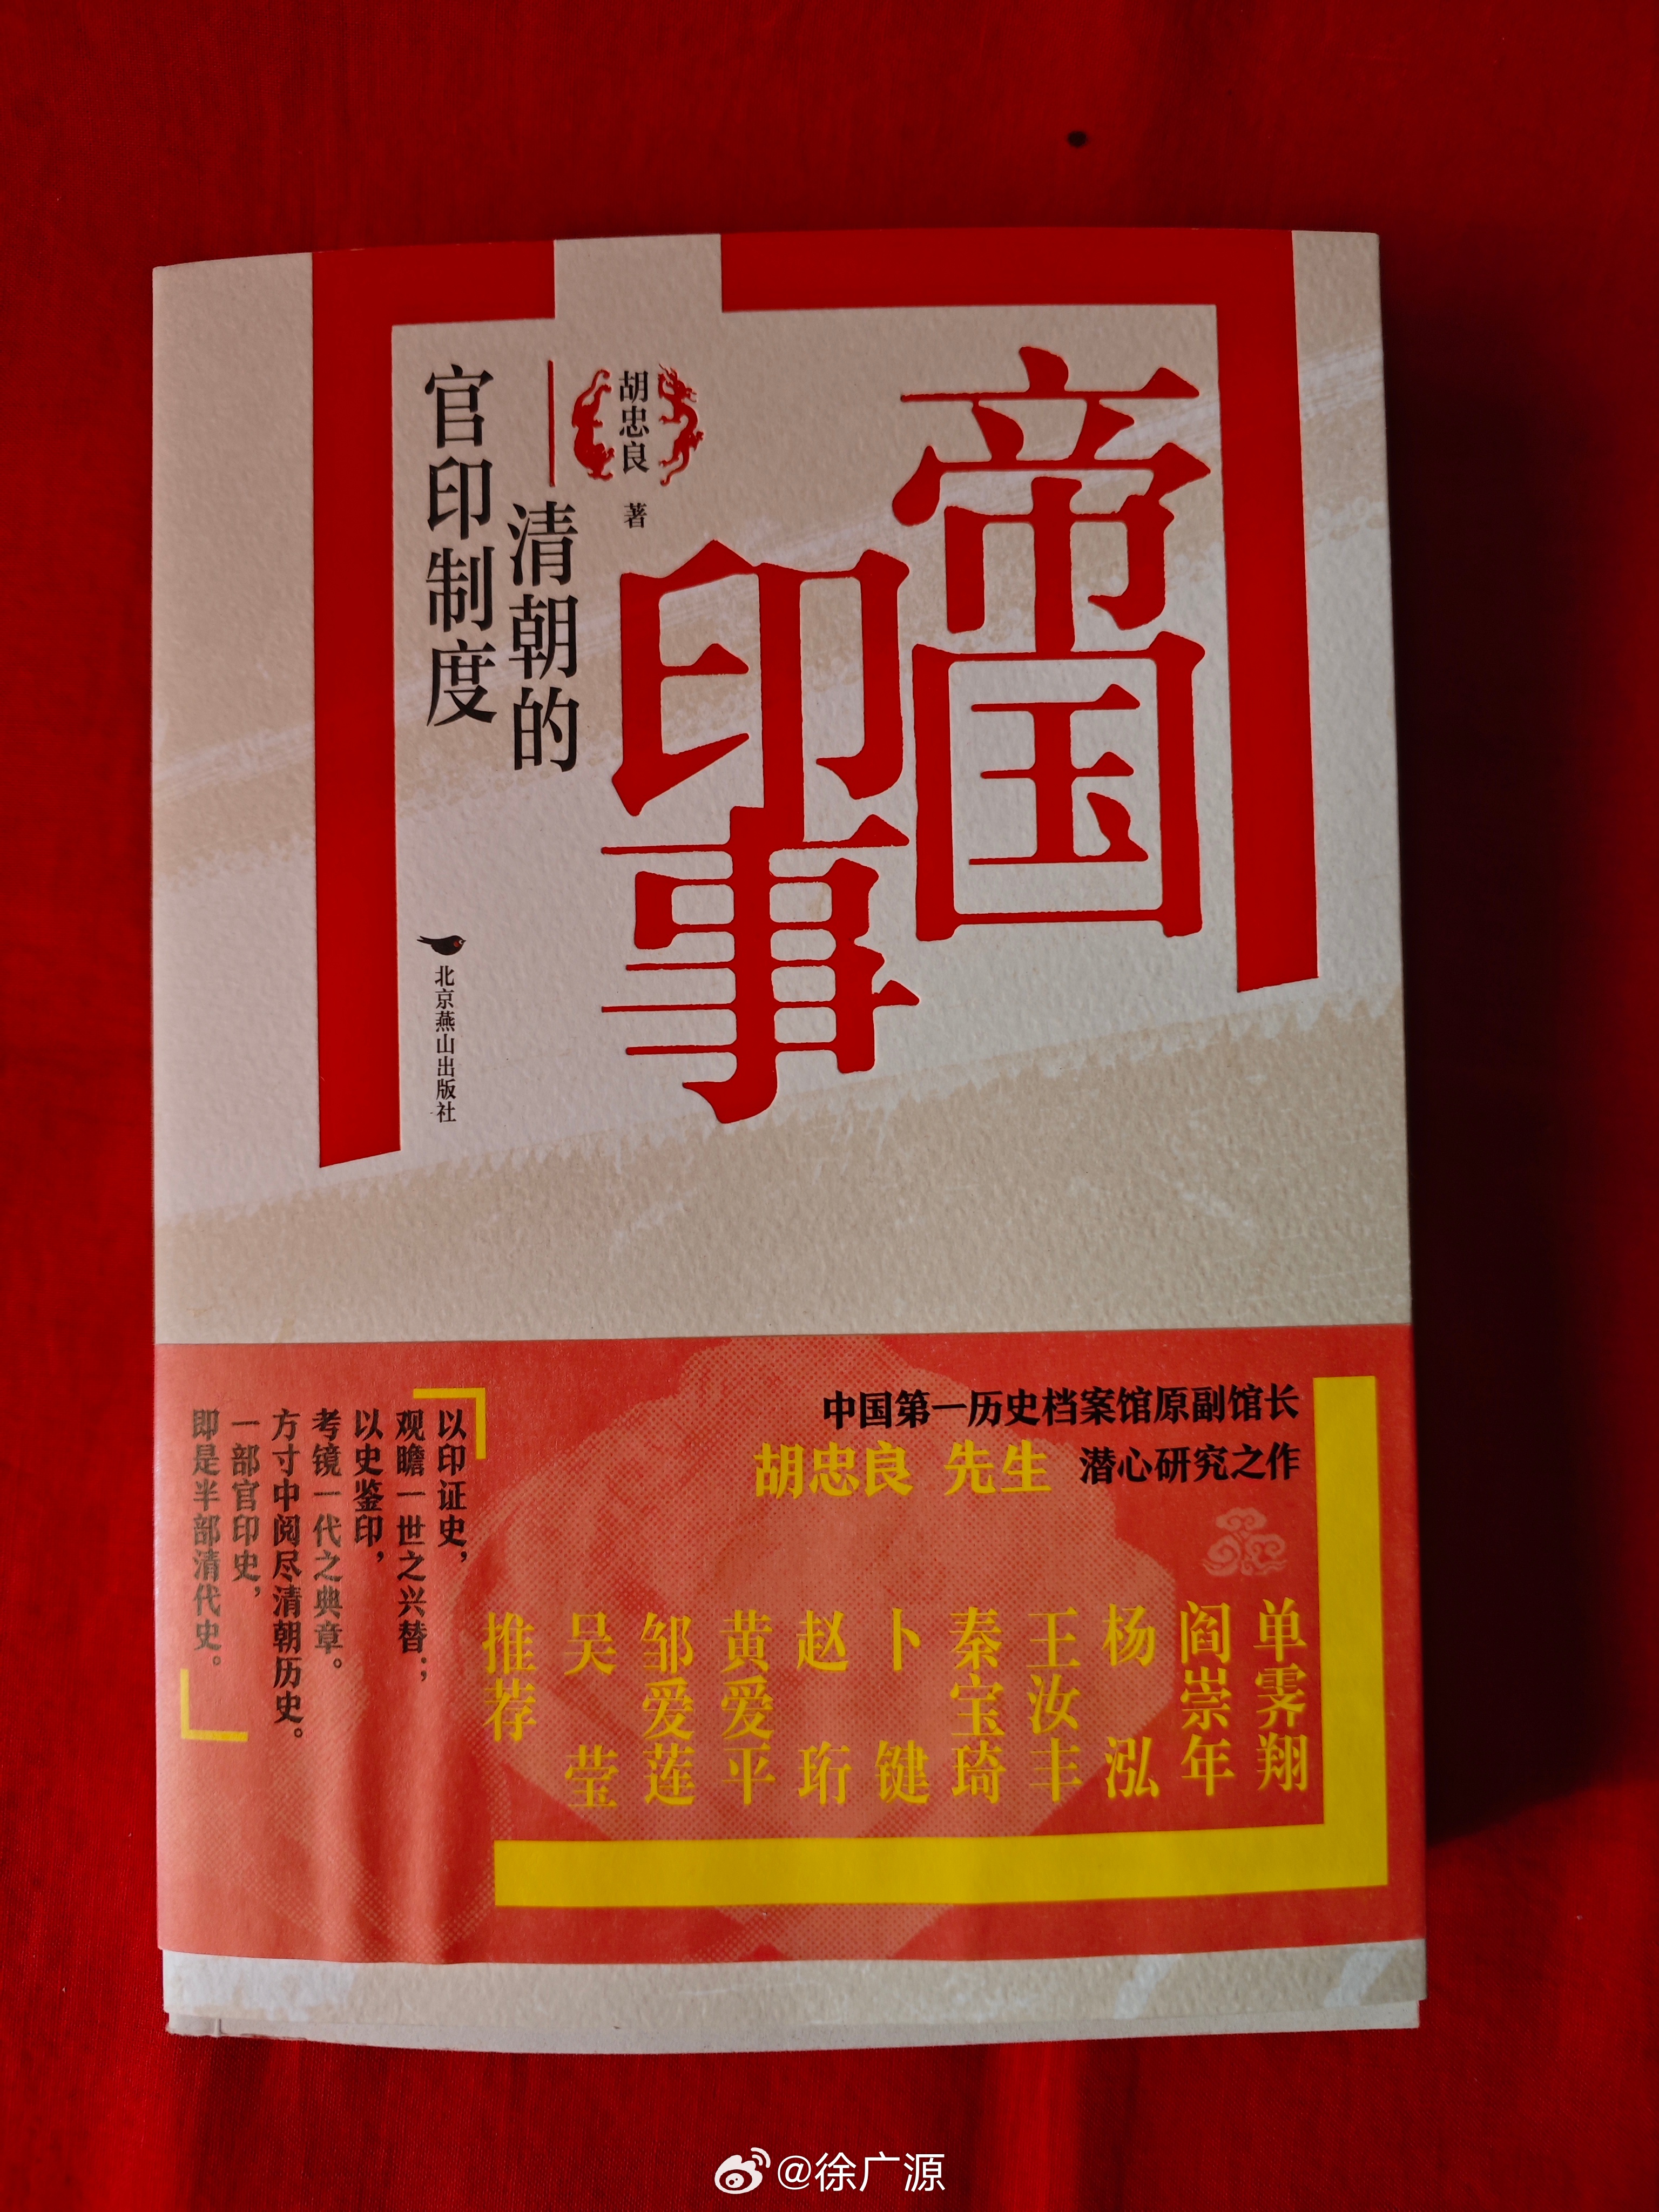 帝国
印事
胡忠良 著
清朝的
官印制度
北京燕山出版社
中国第一历史档案馆原副馆长
胡忠良 先生 潜心研究之作
单霁翔
阎崇年
杨泓
王汝丰
秦宝琦
卜键
赵珩
黄爱平
邹爱莲
吴莹
推荐
以印证史，
观瞻一世之兴替；
以史鉴印，
考镜一代之典章。
方寸中阅尽清朝历史。
一部官印史，
即是半部清代史。
@徐广源